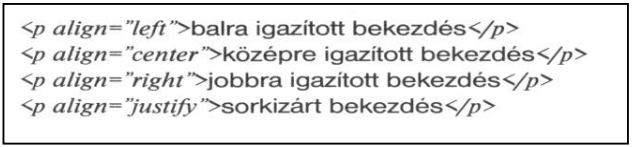 <p align=”left”>balra igazított bekezdés</p>
<p align=”center”>középre igazított bekezdés</p>
<p align=”right”>jobbra igazított bekezdés</p>
<p align=”justify”>sorkizárt bekezdés</p>